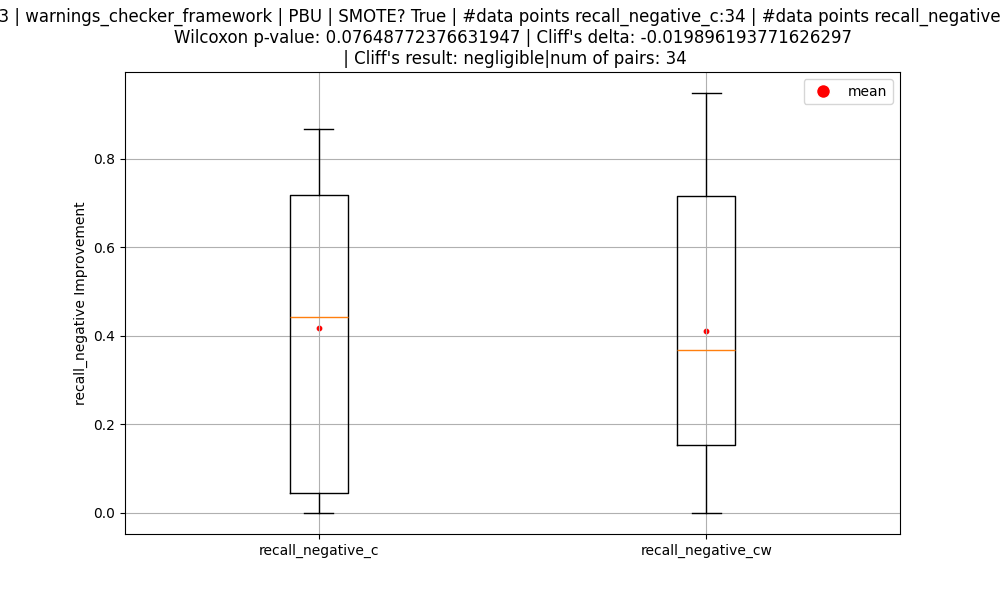 3 | warnings_checker_framework | PBU | SMOTE? True | #data points recall_negative_c:34 | #data points recall_negative
Wilcoxon p-value: 0.07648772376631947 | Cliff's delta: -0.019896193771626297
| Cliff's result: negligible|num of pairs: 34
mean
0.8
0.6
0.4
0.2
0.0
recall_negative Improvement
recall_negative_c
recall_negative_cw